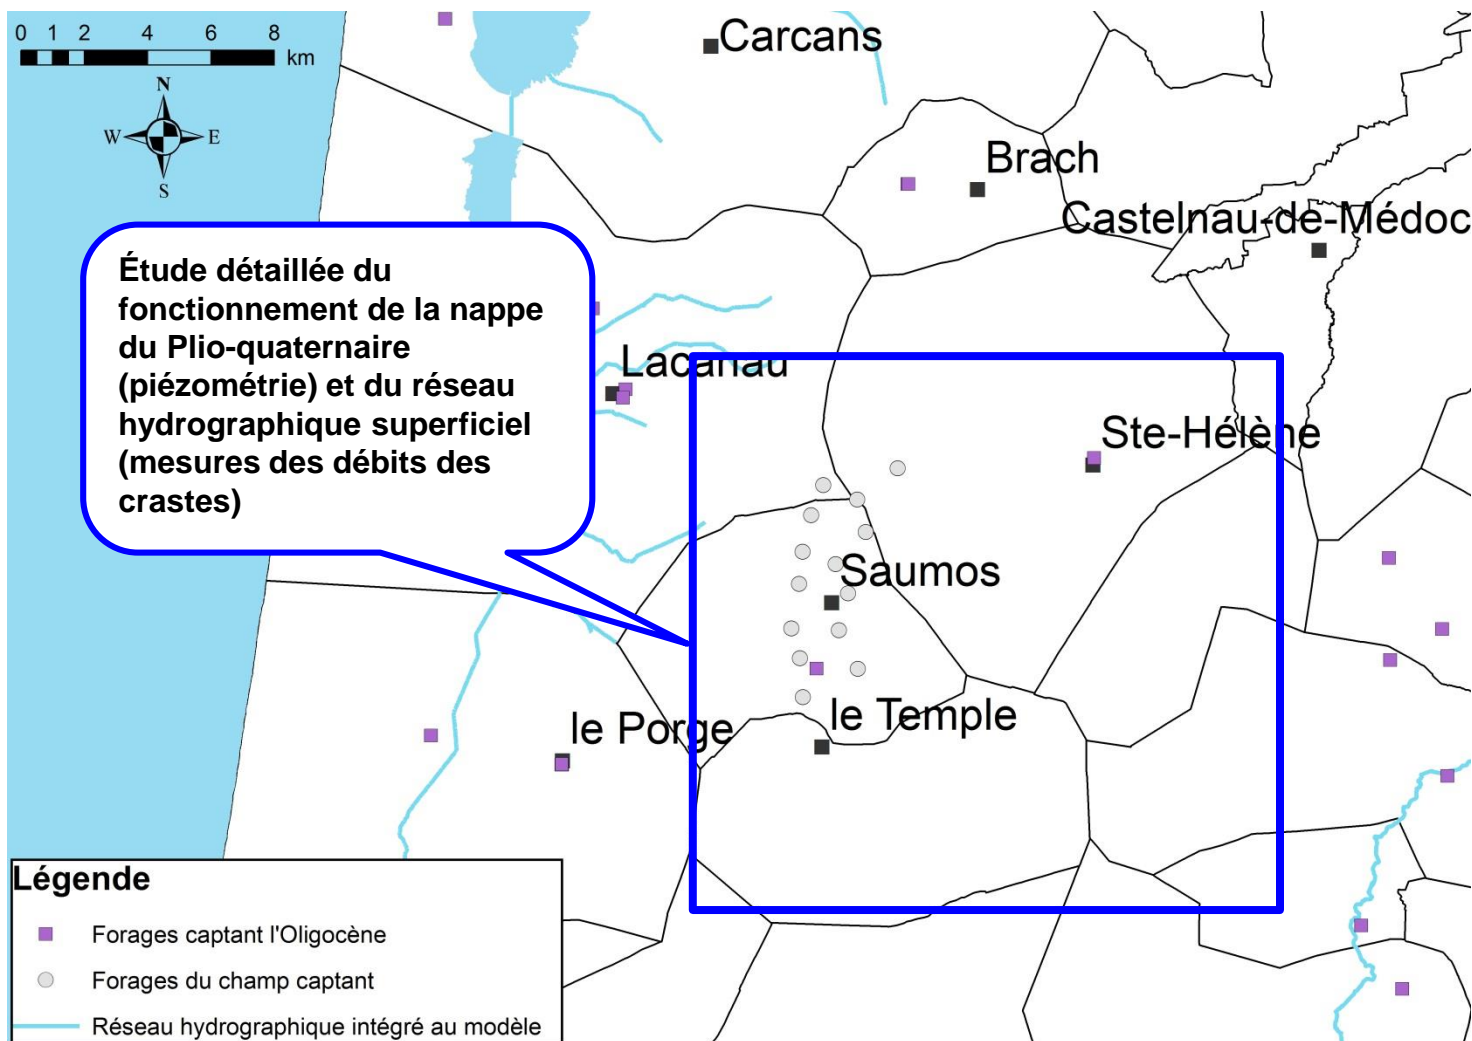 0 1 2 4 6 8
km
N
W E
S
Carcans
Brach
Castelnau-de-Médoc
Étude détaillée du
fonctionnement de la nappe
du Plio-quaternaire
(piézométrie) et du réseau
hydrographique superficiel
(mesures des débits des
crastes)
Lacanau
Ste-Hélène
Saumos
le Porge
le Temple
Légende
Forages captant l'Oligocène
Forages du champ captant
Réseau hydrographique intégré au modèle